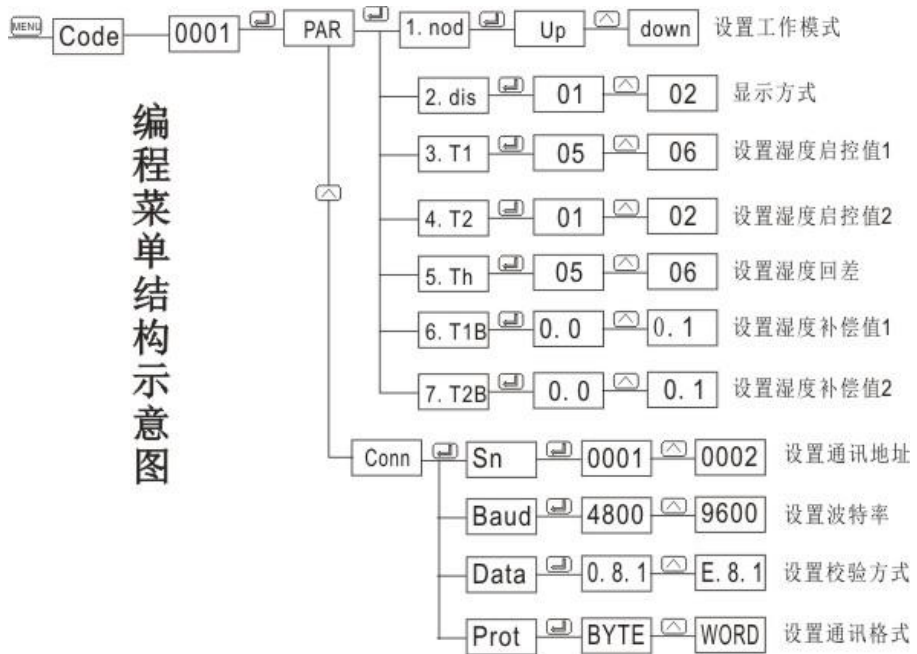 MENU Code 0001 PAR 1. nod Up down 设置工作模式
2. dis 01 02 显示方式
3. T1 05 06 设置湿度启控值1
4. T2 01 02 设置湿度启控值2
5. Th 05 06 设置湿度回差
6. T1B 0.0 0.1 设置湿度补偿值1
7. T2B 0.0 0.1 设置湿度补偿值2
Conn Sn 0001 0002 设置通讯地址
Baud 4800 9600 设置波特率
Data 0.8.1 E.8.1 设置校验方式
Prot BYTE WORD 设置通讯格式
编程菜单结构示意图